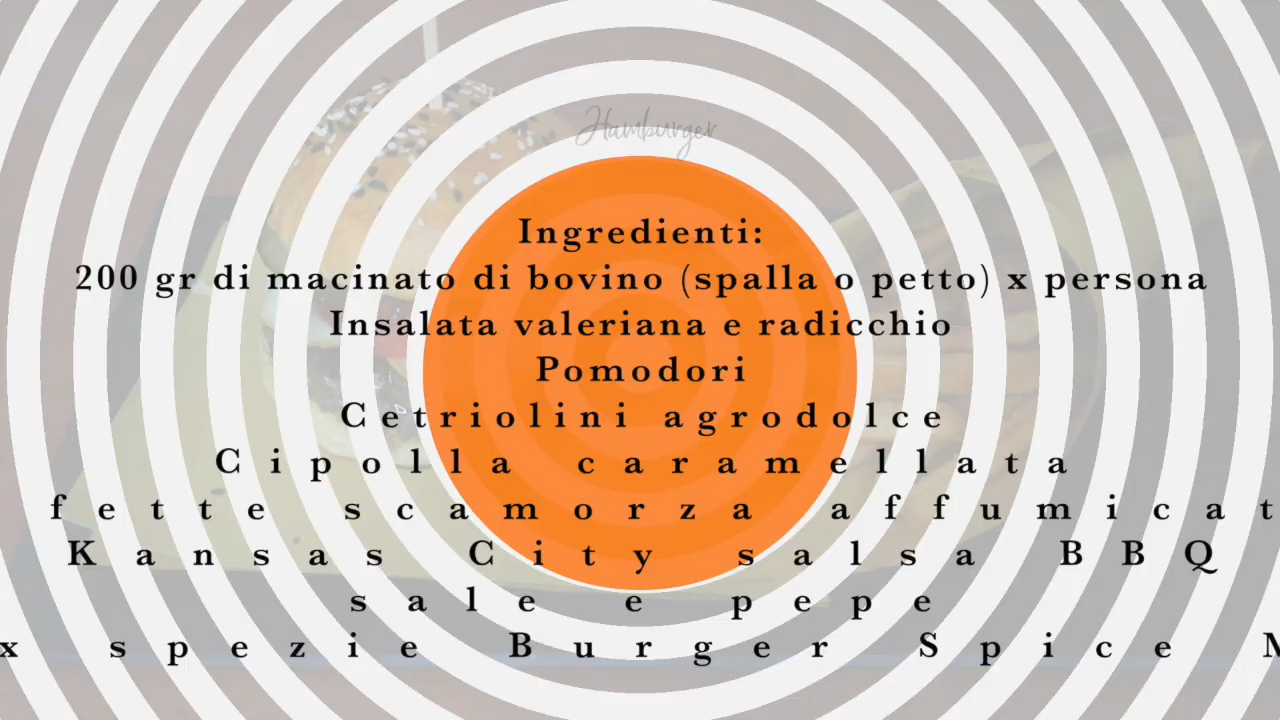 Hamburger
Ingredienti:
200 gr di macinato di bovino (spalla o petto) x persona
Insalata valeriana e radicchio
Pomodori
Cetriolini agrodolce
Cipolla caramellata
fette scamorza affumicat
Kansas City salsa BBQ
sale e pepe
x spezie Burger Spice M